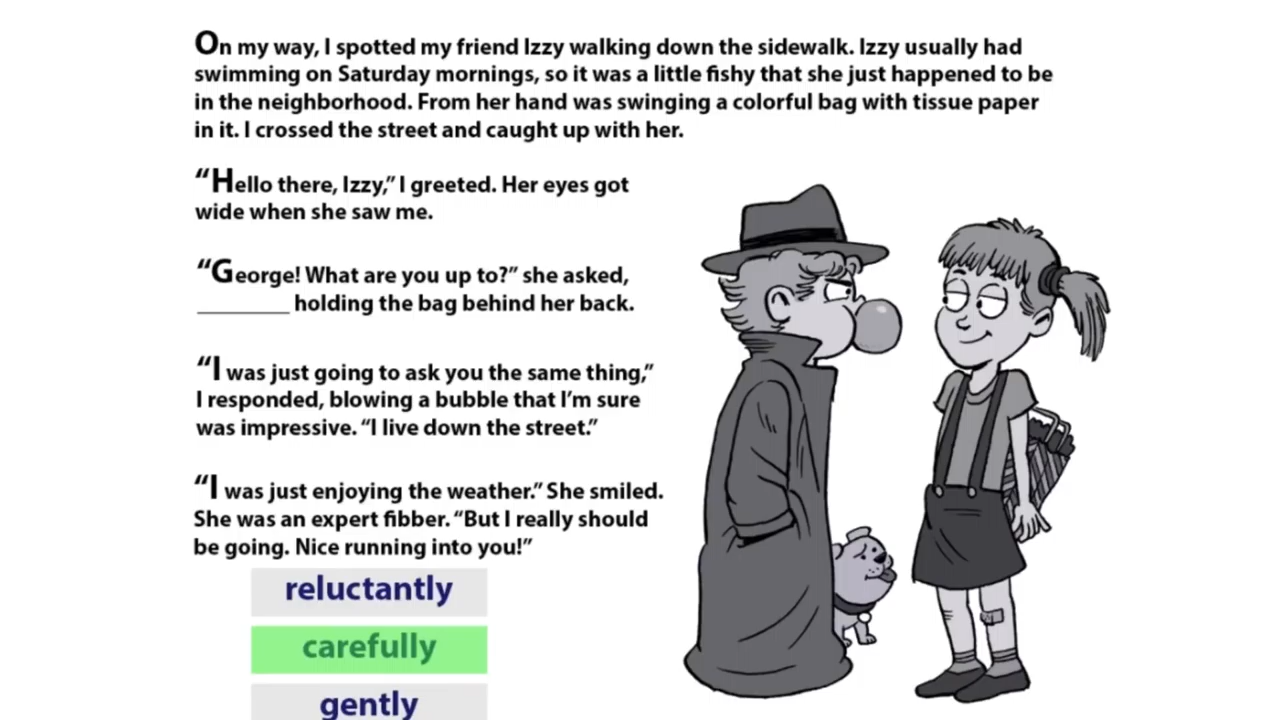 On my way, I spotted my friend Izzy walking down the sidewalk. Izzy usually had
swimming on Saturday mornings, so it was a little fishy that she just happened to be
in the neighborhood. From her hand was swinging a colorful bag with tissue paper
in it. I crossed the street and caught up with her.
“Hello there, Izzy,” I greeted. Her eyes got
wide when she saw me.
“George! What are you up to?” she asked,
________ holding the bag behind her back.
“I was just going to ask you the same thing,”
I responded, blowing a bubble that I’m sure
was impressive. “I live down the street.”
“I was just enjoying the weather.” She smiled.
She was an expert fibber. “But I really should
be going. Nice running into you!”
reluctantly
carefully
gently